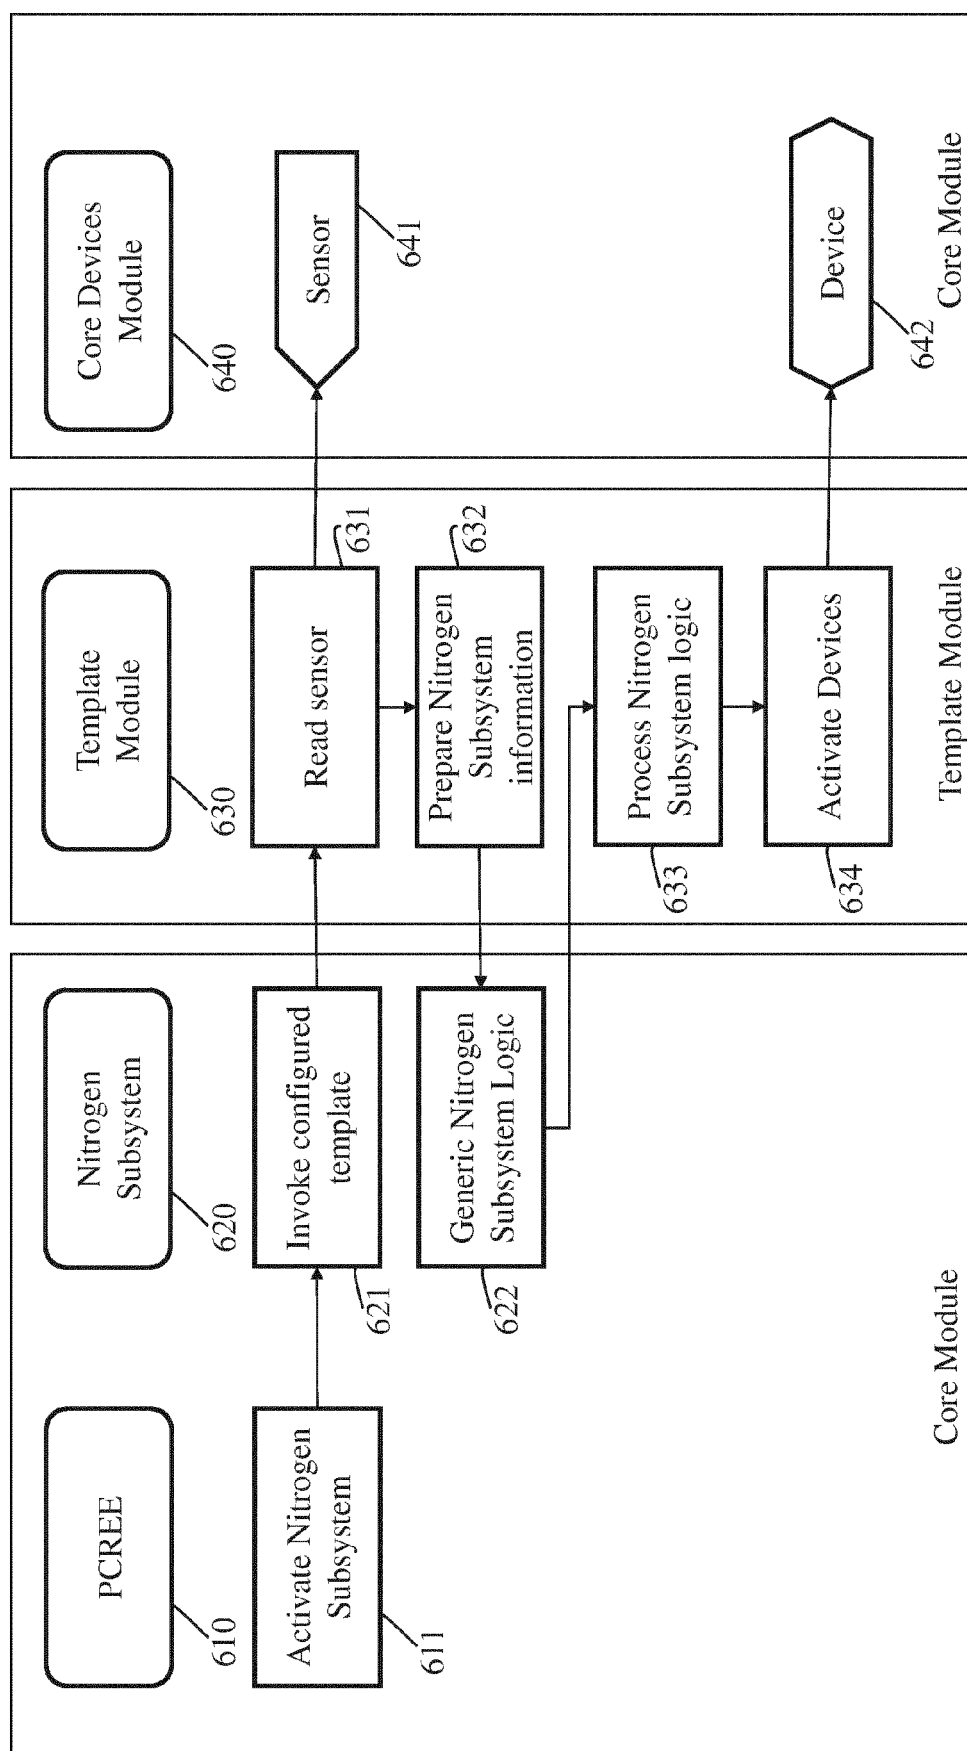 PCREE
610
Activate Nitrogen
Subsystem
611
Nitrogen
Subsystem
620
Invoke configured
template
621
Generic Nitrogen
Subsystem Logic
622
Core Module
Template
Module
630
Read sensor
631
Prepare Nitrogen
Subsystem
information
632
Process Nitrogen
Subsystem logic
633
Activate Devices
634
Template Module
Core Devices
Module
640
Sensor
641
Device
642
Core Module